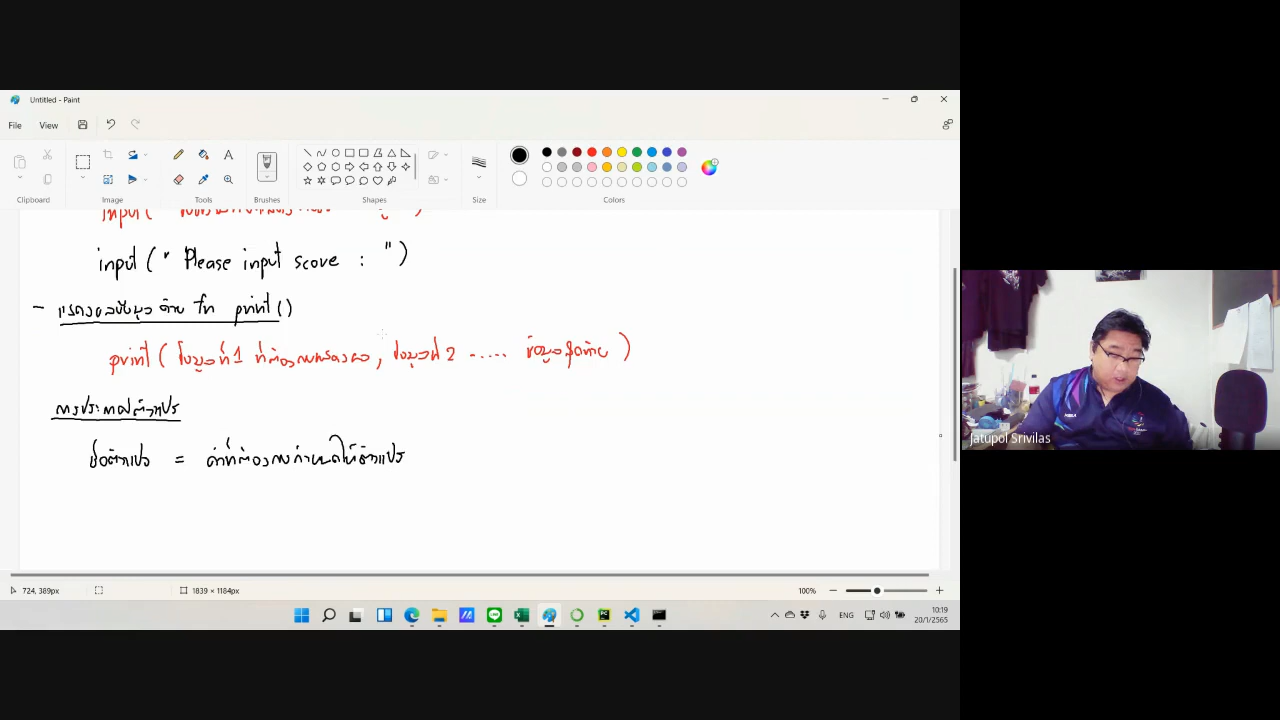 Untitled - Paint
File View
Clipboard Image Tools Brushes Shapes Size Colors
input ("
input (" Please input score : ")
- แสดงผลข้อมูล ด้วย fn print()
print ( ข้อมูลที่ 1 ที่ต้องการแสดงผล , ข้อมูลที่ 2 ..... ข้อมูลสุดท้าย )
การประกาศตัวแปร
ชื่อตัวแปร = ค่าที่ต้องการกำหนดให้ตัวแปร
Jatupol Srivilas
724, 389px 1839 × 1184px 100%
ENG 10:19
20/1/2565